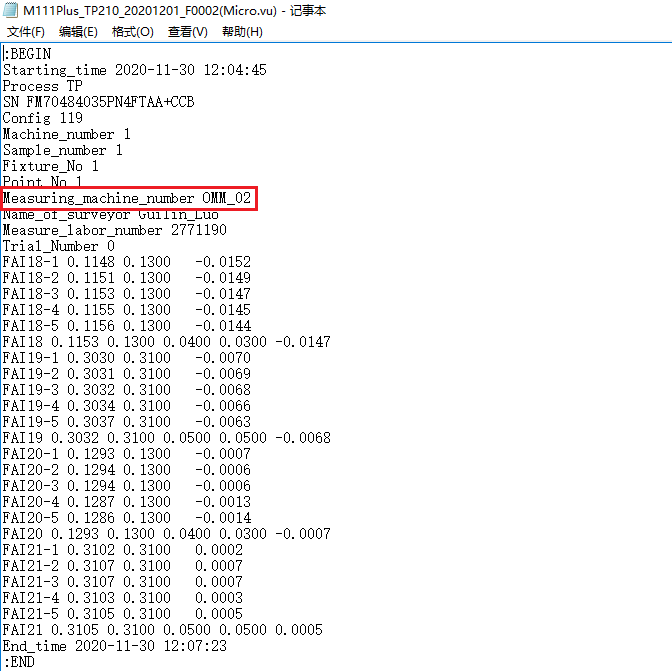 M111Plus_TP210_20201201_F0002(Micro.vu) - 记事本
文件(F) 编辑(E) 格式(O) 查看(V) 帮助(H)
:BEGIN
Starting_time 2020-11-30 12:04:45
Process TP
SN FM70484035PN4FTAA+CCB
Config 119
Machine_number 1
Sample_number 1
Fixture_No 1
Point_No 1
Measuring_machine_number OMM_02
Name_of_surveyor Guilin_Luo
Measure_labor_number 2771190
Trial_Number 0
FAI18-1 0.1148 0.1300   -0.0152
FAI18-2 0.1151 0.1300   -0.0149
FAI18-3 0.1153 0.1300   -0.0147
FAI18-4 0.1155 0.1300   -0.0145
FAI18-5 0.1156 0.1300   -0.0144
FAI18 0.1153 0.1300 0.0400 0.0300 -0.0147
FAI19-1 0.3030 0.3100   -0.0070
FAI19-2 0.3031 0.3100   -0.0069
FAI19-3 0.3032 0.3100   -0.0068
FAI19-4 0.3034 0.3100   -0.0066
FAI19-5 0.3037 0.3100   -0.0063
FAI19 0.3032 0.3100 0.0500 0.0500 -0.0068
FAI20-1 0.1293 0.1300   -0.0007
FAI20-2 0.1294 0.1300   -0.0006
FAI20-3 0.1294 0.1300   -0.0006
FAI20-4 0.1287 0.1300   -0.0013
FAI20-5 0.1286 0.1300   -0.0014
FAI20 0.1293 0.1300 0.0400 0.0300 -0.0007
FAI21-1 0.3102 0.3100   0.0002
FAI21-2 0.3107 0.3100   0.0007
FAI21-3 0.3107 0.3100   0.0007
FAI21-4 0.3103 0.3100   0.0003
FAI21-5 0.3105 0.3100   0.0005
FAI21 0.3105 0.3100 0.0500 0.0500 0.0005
End_time 2020-11-30 12:07:23
:END